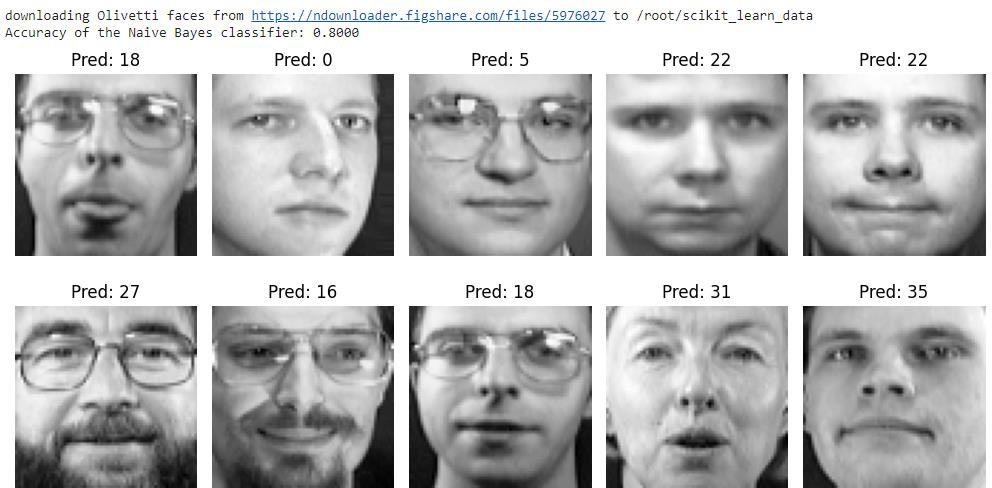 downloading Olivetti faces from https://ndownloader.figshare.com/files/5976027 to /root/scikit_learn_data
Accuracy of the Naive Bayes classifier: 0.8000
Pred: 18 Pred: 0 Pred: 5 Pred: 22 Pred: 22
Pred: 27 Pred: 16 Pred: 18 Pred: 31 Pred: 35